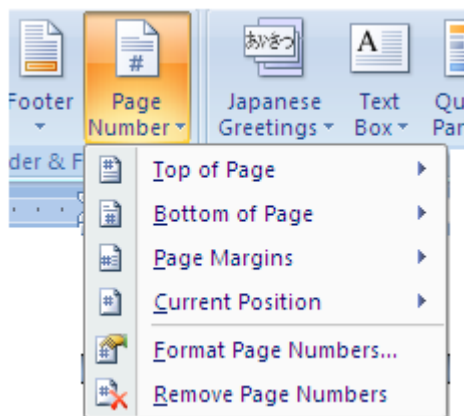 Footer
Page Number
Japanese Greetings
Text Box
あいさつ
A
Top of Page
Bottom of Page
Page Margins
Current Position
Format Page Numbers...
Remove Page Numbers